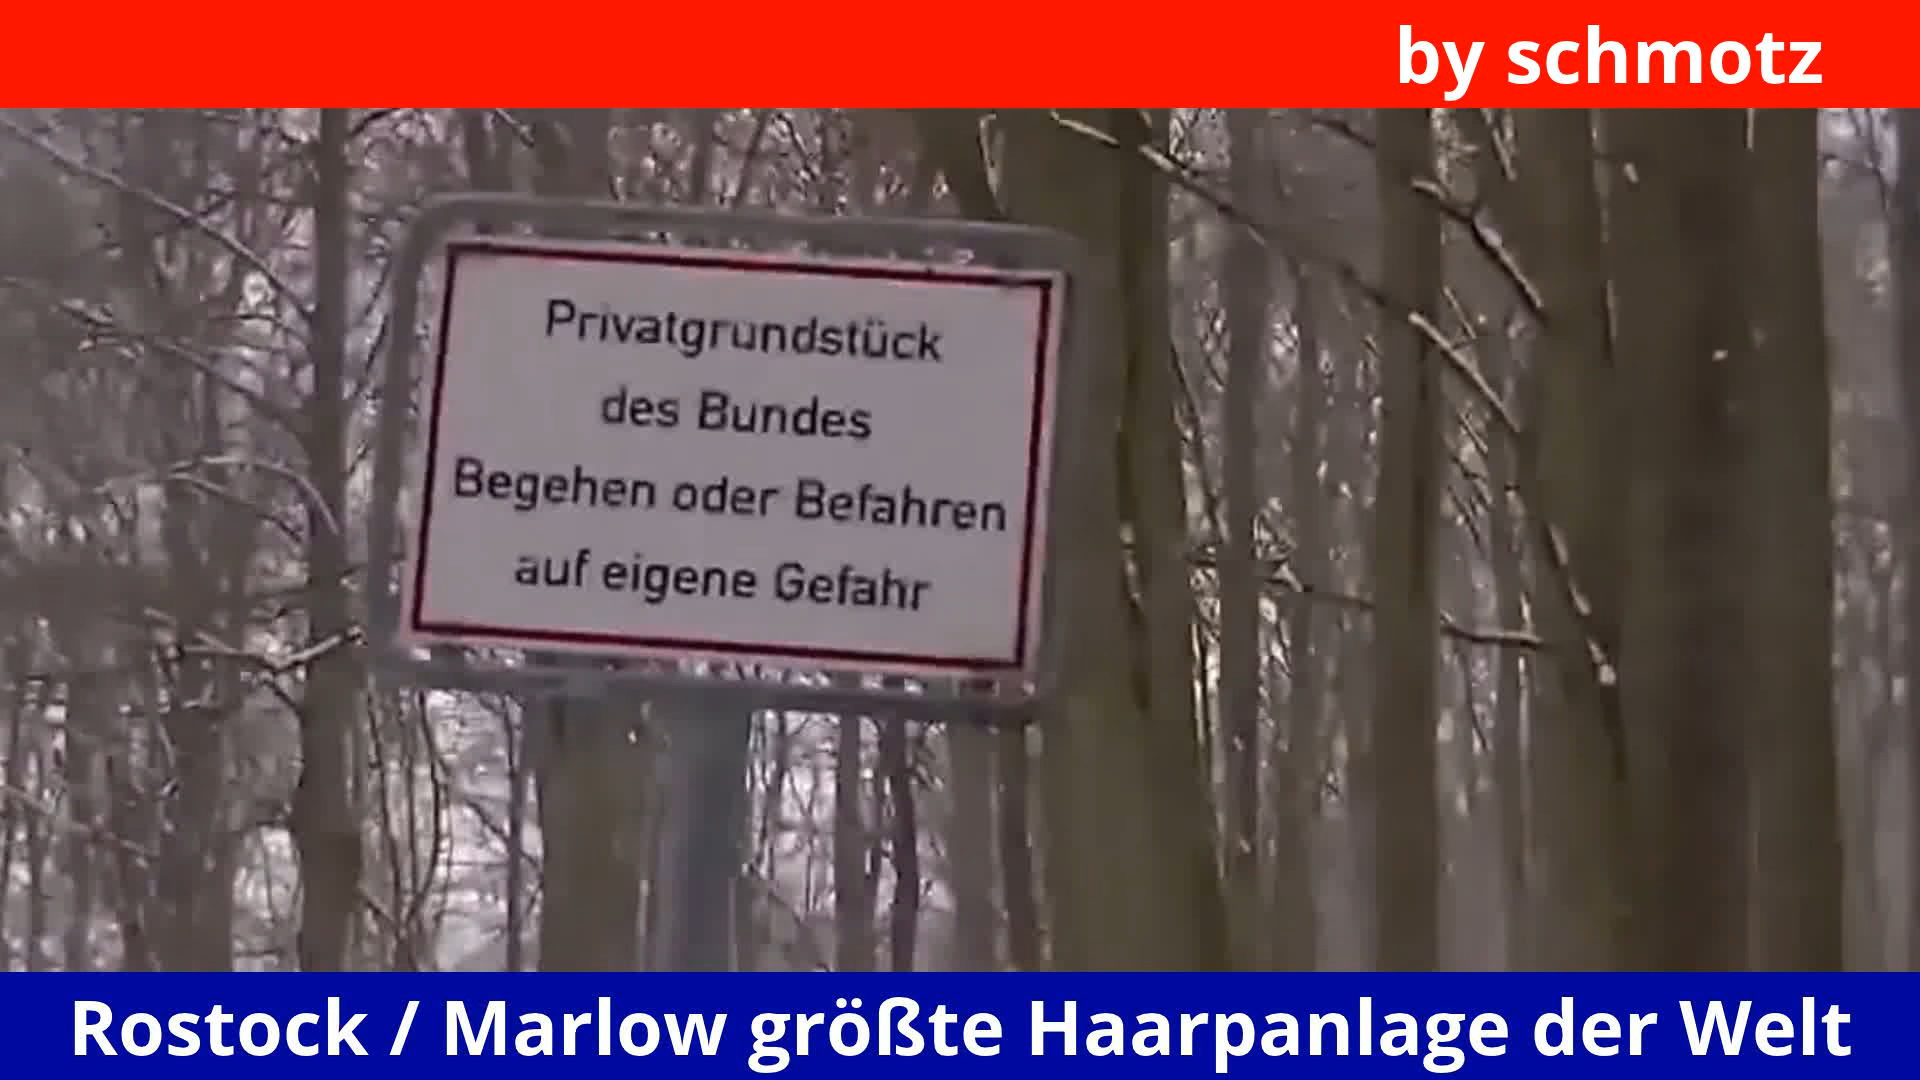 by schmotz
Privatgrundstück
des Bundes
Begehen oder Befahren
auf eigene Gefahr
Rostock / Marlow größte Haarpanlage der Welt